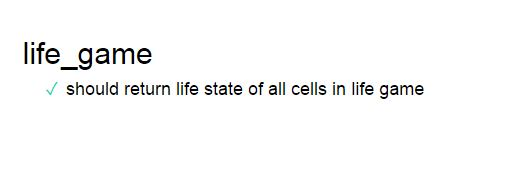 life_game
✓ should return life state of all cells in life game